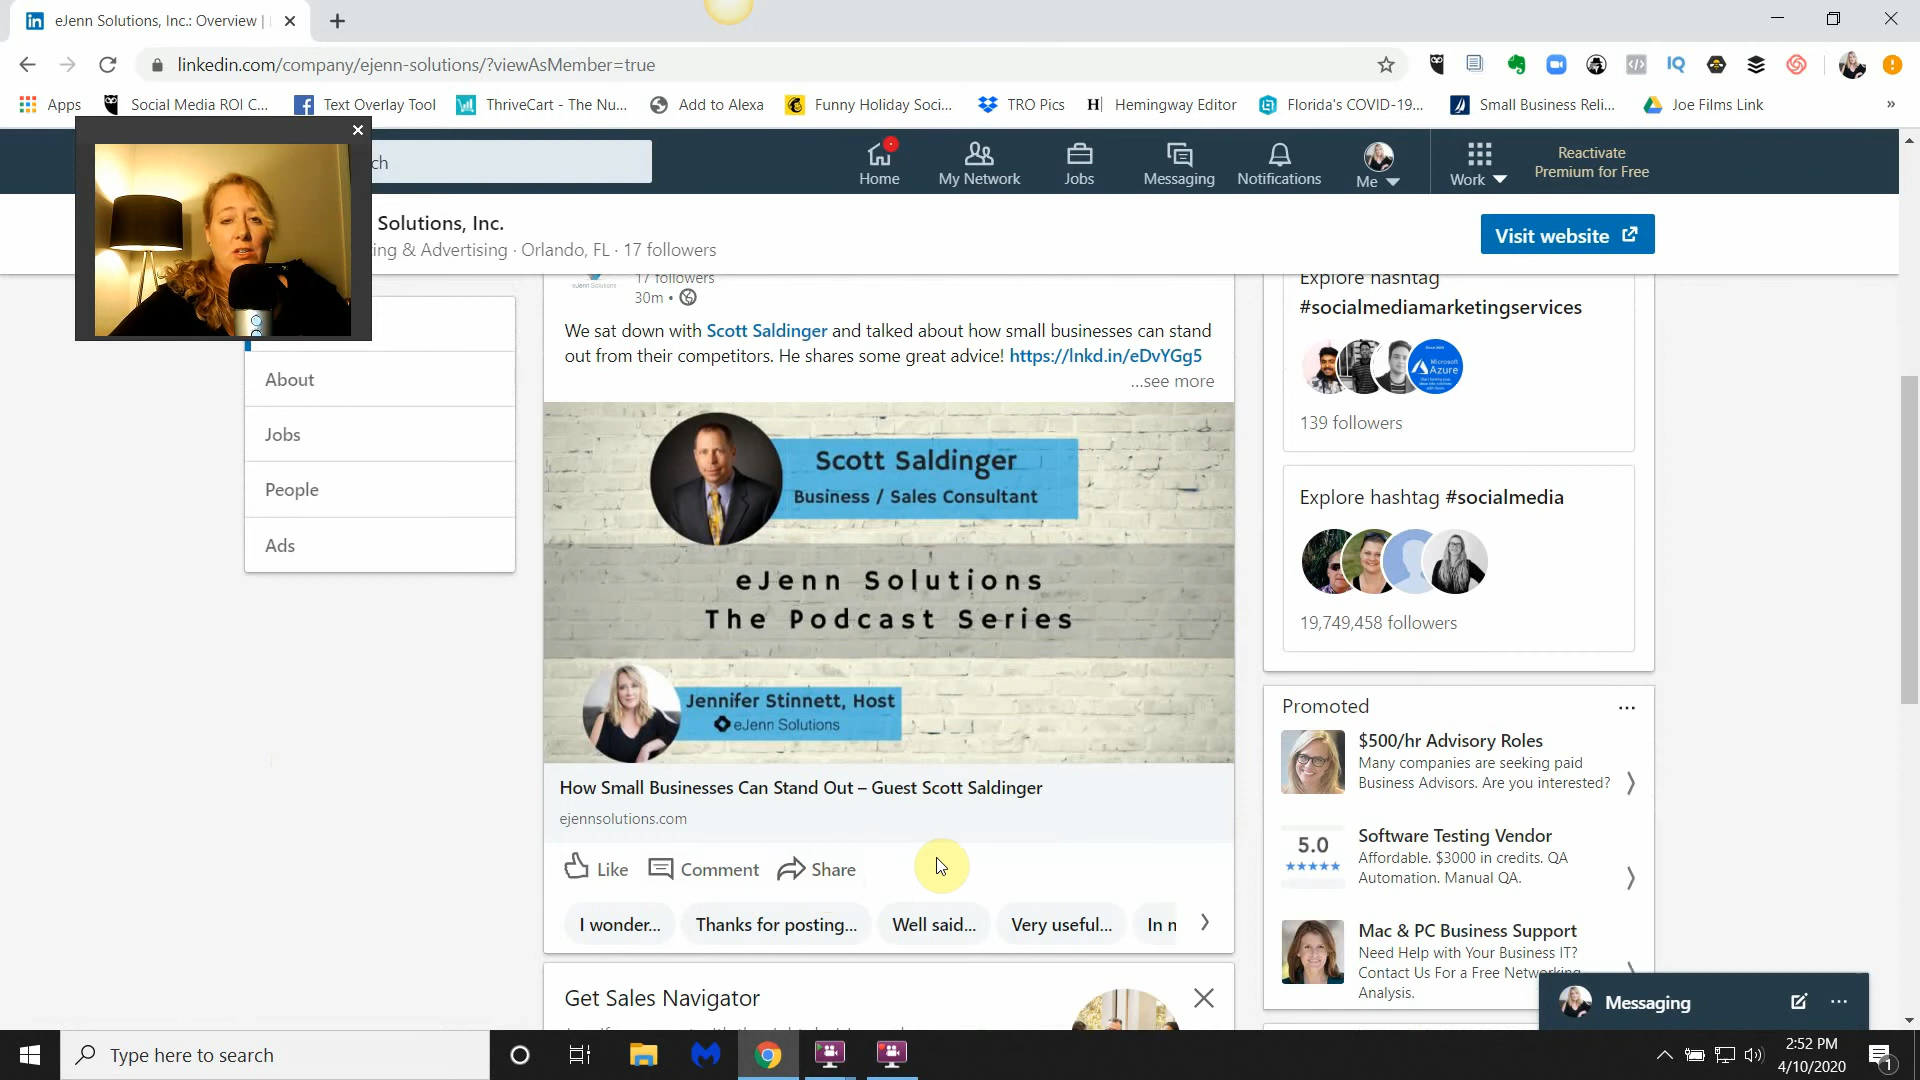 eJenn Solutions, Inc.: Overview |
linkedin.com/company/ejenn-solutions/?viewAsMember=true
Apps
Social Media ROI C...
Text Overlay Tool
ThriveCart - The Nu...
Add to Alexa
Funny Holiday Soci...
TRO Pics
Hemingway Editor
Florida's COVID-19...
Small Business Reli...
Joe Films Link
»
ch
Home
My Network
Jobs
Messaging
Notifications
Me
Work
Reactivate
Premium for Free
Solutions, Inc.
ing & Advertising · Orlando, FL · 17 followers
Visit website
About
Jobs
People
Ads
eJenn Solutions
17 followers
30m •
We sat down with Scott Saldinger and talked about how small businesses can stand
out from their competitors. He shares some great advice! https://lnkd.in/eDvYGg5
...see more
Scott Saldinger
Business / Sales Consultant
eJenn Solutions
The Podcast Series
Jennifer Stinnett, Host
eJenn Solutions
How Small Businesses Can Stand Out – Guest Scott Saldinger
ejennsolutions.com
Like
Comment
Share
I wonder...
Thanks for posting...
Well said...
Very useful...
In
Get Sales Navigator
Explore hashtag
#socialmediamarketingservices
Microsoft
Azure
139 followers
Explore hashtag #socialmedia
19,749,458 followers
Promoted
$500/hr Advisory Roles
Many companies are seeking paid
Business Advisors. Are you interested?
5.0
Software Testing Vendor
Affordable. $3000 in credits. QA
Automation. Manual QA.
Mac & PC Business Support
Need Help with Your Business IT?
Contact Us For a Free Networking
Analysis.
Messaging
Type here to search
2:52 PM
4/10/2020
1